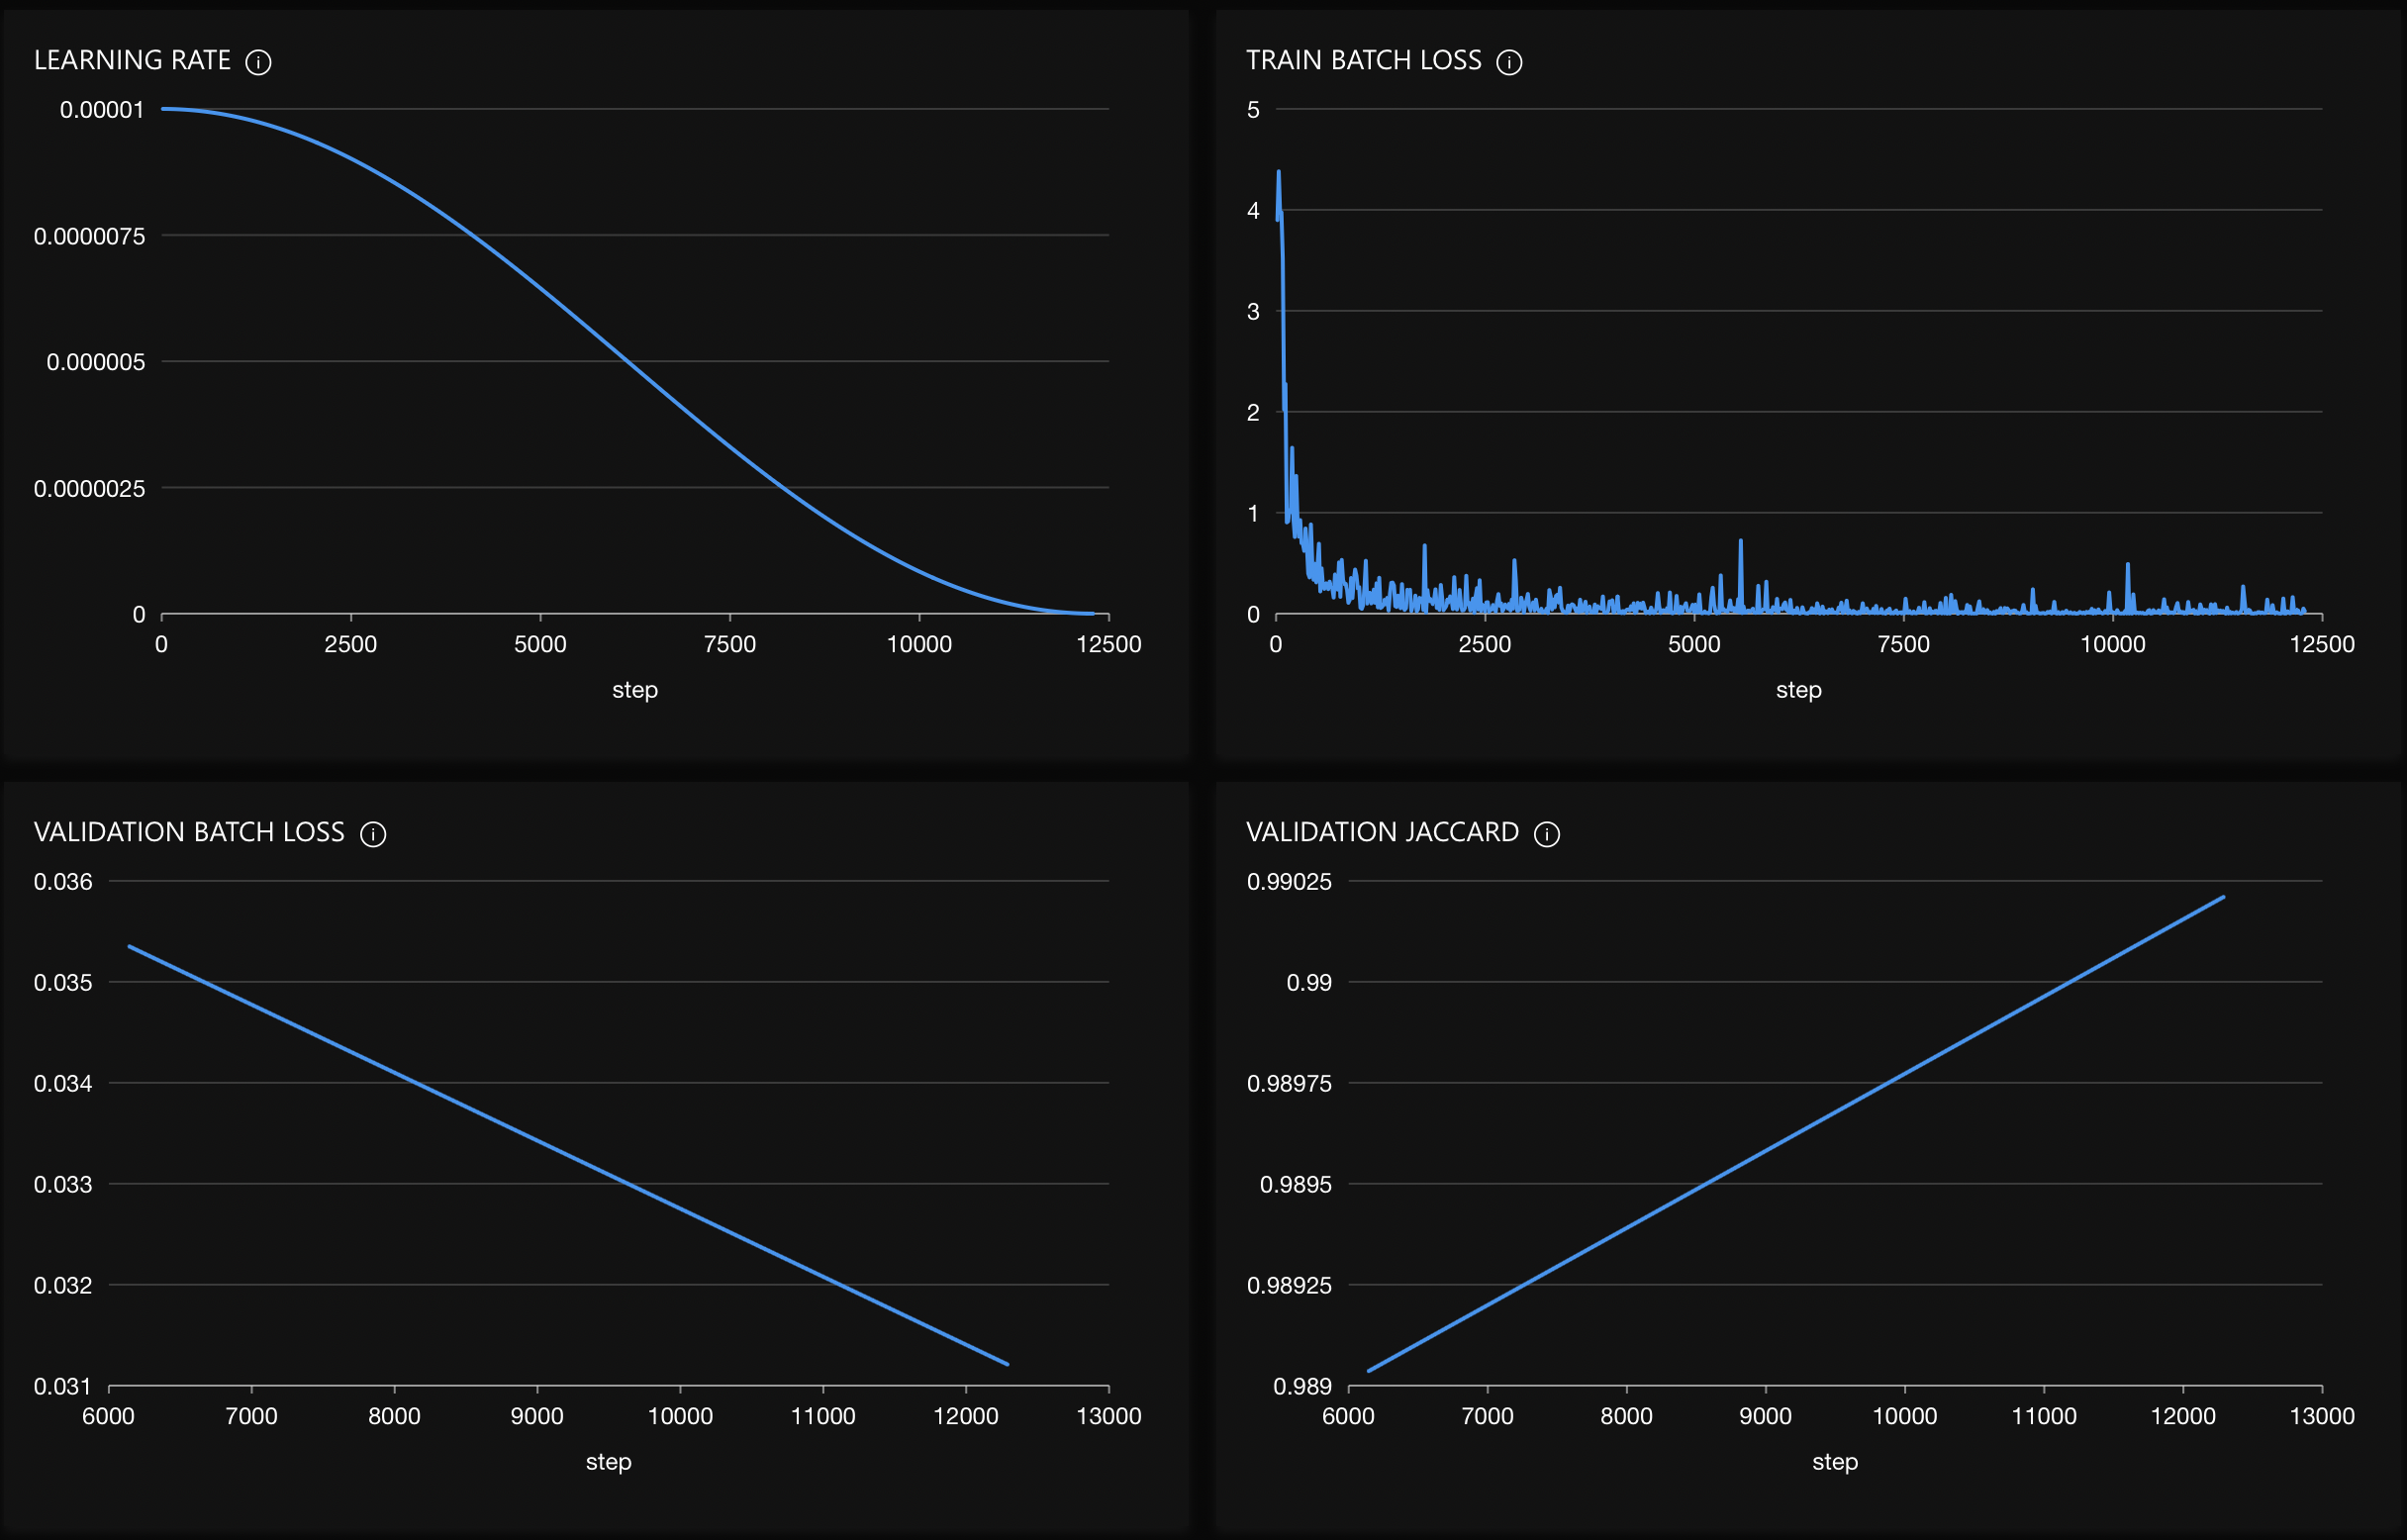 LEARNING RATE
0.00001
0.0000075
0.000005
0.0000025
0
0 2500 5000 7500 10000 12500
step
TRAIN BATCH LOSS
5
4
3
2
1
0
0 2500 5000 7500 10000 12500
step
VALIDATION BATCH LOSS
0.036
0.035
0.034
0.033
0.032
0.031
6000 7000 8000 9000 10000 11000 12000 13000
step
VALIDATION JACCARD
0.99025
0.99
0.98975
0.9895
0.98925
0.989
6000 7000 8000 9000 10000 11000 12000 13000
step